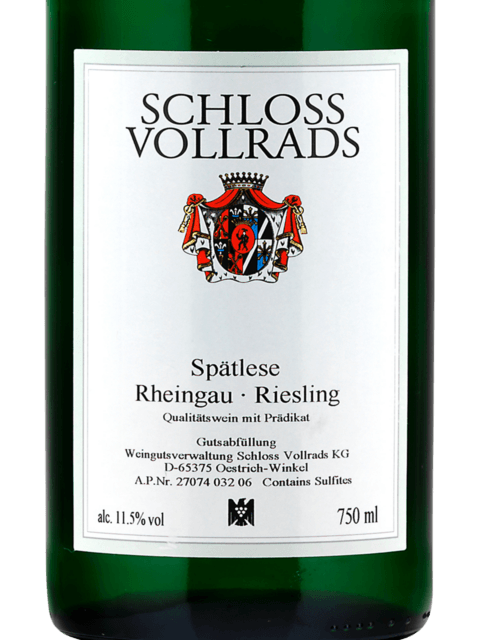 SCHLOSS
VOLLRADS
Spätlese
Rheingau · Riesling
Qualitätswein mit Prädikat
Gutsabfüllung
Weingutsverwaltung Schloss Vollrads KG
D-65375 Oestrich-Winkel
A.P.Nr. 27074 032 06 Contains Sulfites
alc. 11.5% vol 750 ml